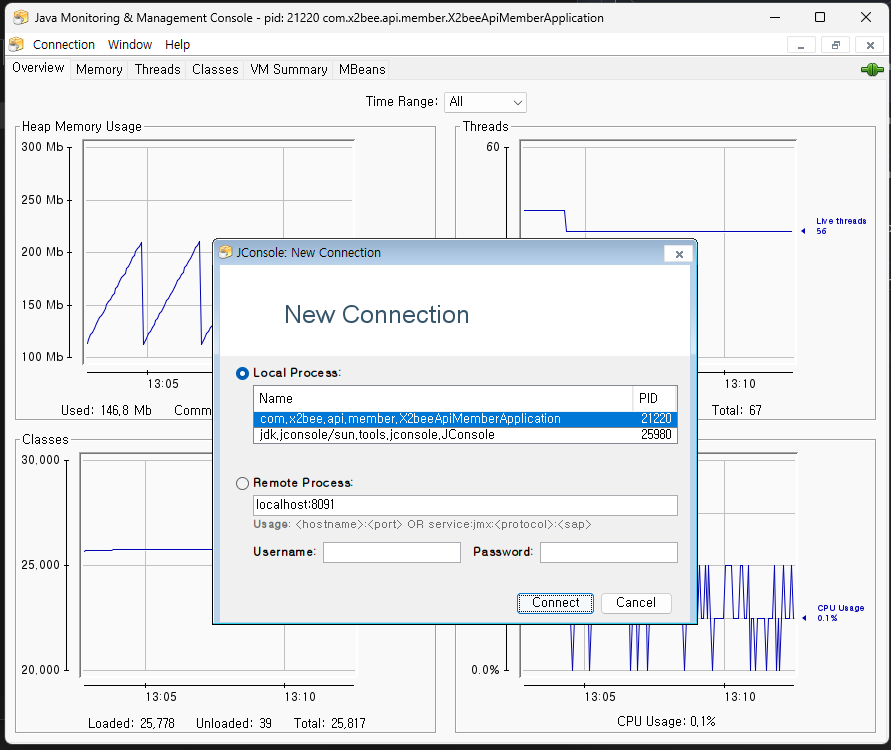 Java Monitoring & Management Console - pid: 21220 com.x2bee.api.member.X2beeApiMemberApplication
Connection Window Help
Overview Memory Threads Classes VM Summary MBeans
Time Range: All
Heap Memory Usage
300 Mb
250 Mb
200 Mb
150 Mb
100 Mb
13:05
Used: 146,8 Mb Comm
Threads
60
Live threads
56
13:10
Total: 67
JConsole: New Connection
New Connection
Local Process:
Name PID
com,x2bee,api,member,X2beeApiMemberApplication 21220
jdk,jconsole/sun,tools,jconsole,JConsole 25980
Remote Process:
localhost:8091
Usage: <hostname>:<port> OR service:jmx:<protocol>:<sap>
Username: Password:
Connect Cancel
Classes
30,000
25,000
20,000
13:05 13:10
Loaded: 25,778 Unloaded: 39 Total: 25,817
CPU Usage
0.1%
0.0%
13:05 13:10
CPU Usage: 0,1%